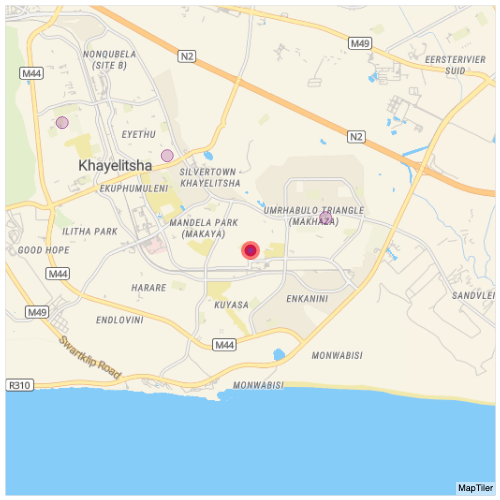 M49
NONQUBELA
(SITE B)
N2
EERSTERIVIER
SUID
M44
EYETHU
N2
Khayelitsha
SILVERTOWN
KHAYELITSHA
EKUPHUMULENI
UMRHABULO TRIANGLE
(MAKHAZA)
MANDELA PARK
(MAKAYA)
ILITHA PARK
GOOD HOPE
M44
HARARE
ENKANINI
SANDVLEI
KUYASA
M49
ENDLOVINI
Swartklip Road
M44
MONWABISI
R310
MONWABISI
MapTiler